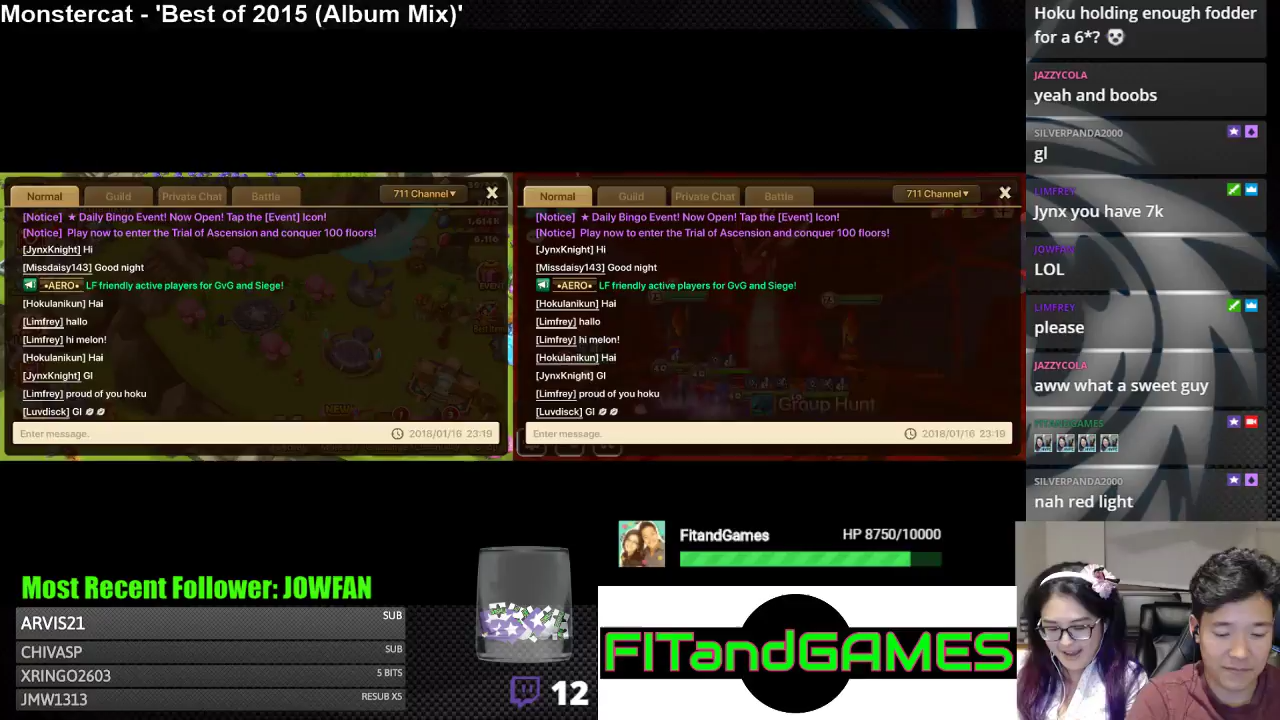 Monstercat - 'Best of 2015 (Album Mix)'
Normal
Guild
Private Chat
Battle
711 Channel ▾
[Notice] ★ Daily Bingo Event! Now Open! Tap the [Event] Icon!
[Notice] Play now to enter the Trial of Ascension and conquer 100 floors!
[JynxKnight] Hi
[Missdaisy143] Good night
•AERO• LF friendly active players for GvG and Siege!
[Hokulanikun] Hai
[Limfrey] hallo
[Limfrey] hi melon!
[Hokulanikun] Hai
[JynxKnight] Gl
[Limfrey] proud of you hoku
[Luvdisck] Gl
Enter message.
2018/01/16 23:19
Normal
Guild
Private Chat
Battle
711 Channel ▾
[Notice] ★ Daily Bingo Event! Now Open! Tap the [Event] Icon!
[Notice] Play now to enter the Trial of Ascension and conquer 100 floors!
[JynxKnight] Hi
[Missdaisy143] Good night
•AERO• LF friendly active players for GvG and Siege!
[Hokulanikun] Hai
[Limfrey] hallo
[Limfrey] hi melon!
[Hokulanikun] Hai
[JynxKnight] Gl
[Limfrey] proud of you hoku
[Luvdisck] Gl
Group Hunt
Enter message.
2018/01/16 23:19
Hoku holding enough fodder
for a 6*?
JAZZYCOLA
yeah and boobs
SILVERPANDA2000
gl
LIMFREY
Jynx you have 7k
JOWFAN
LOL
LIMFREY
please
JAZZYCOLA
aww what a sweet guy
FITANDGAMES
SILVERPANDA2000
nah red light
FitandGames
HP 8750/10000
Most Recent Follower: JOWFAN
ARVIS21 SUB
CHIVASP SUB
XRINGO2603 5 BITS
JMW1313 RESUB X5
12
FITandGAMES